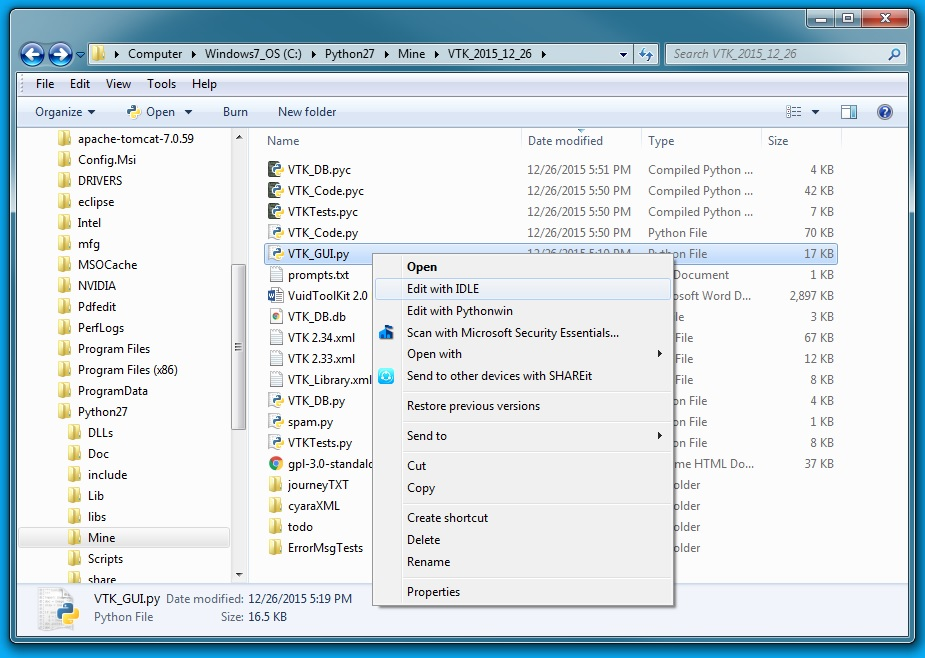 Computer Windows7_OS (C:) Python27 Mine VTK_2015_12_26
Search VTK_2015_12_26
File Edit View Tools Help
Organize Open Burn New folder
apache-tomcat-7.0.59
Config.Msi
DRIVERS
eclipse
Intel
mfg
MSOCache
NVIDIA
Pdfedit
PerfLogs
Program Files
Program Files (x86)
ProgramData
Python27
DLLs
Doc
include
Lib
libs
Mine
Scripts
share
Name Date modified Type Size
VTK_DB.pyc 12/26/2015 5:51 PM Compiled Python ... 4 KB
VTK_Code.pyc 12/26/2015 5:50 PM Compiled Python ... 42 KB
VTKTests.pyc 12/26/2015 5:50 PM Compiled Python ... 7 KB
VTK_Code.py 12/26/2015 5:50 PM Python File 70 KB
VTK_GUI.py 12/26/2015 5:19 PM on File 17 KB
prompts.txt Document 1 KB
VuidToolKit 2.0 soft Word D... 2,897 KB
VTK_DB.db le 3 KB
VTK 2.34.xml File 67 KB
VTK 2.33.xml File 12 KB
VTK_Library.xml File 8 KB
VTK_DB.py on File 4 KB
spam.py on File 1 KB
VTKTests.py on File 8 KB
gpl-3.0-standalo me HTML Do... 37 KB
journeyTXT older
cyaraXML older
todo older
ErrorMsgTests older
Open
Edit with IDLE
Edit with Pythonwin
Scan with Microsoft Security Essentials...
Open with
Send to other devices with SHAREit
Restore previous versions
Send to
Cut
Copy
Create shortcut
Delete
Rename
Properties
VTK_GUI.py Date modified: 12/26/2015 5:19 PM
Python File Size: 16.5 KB